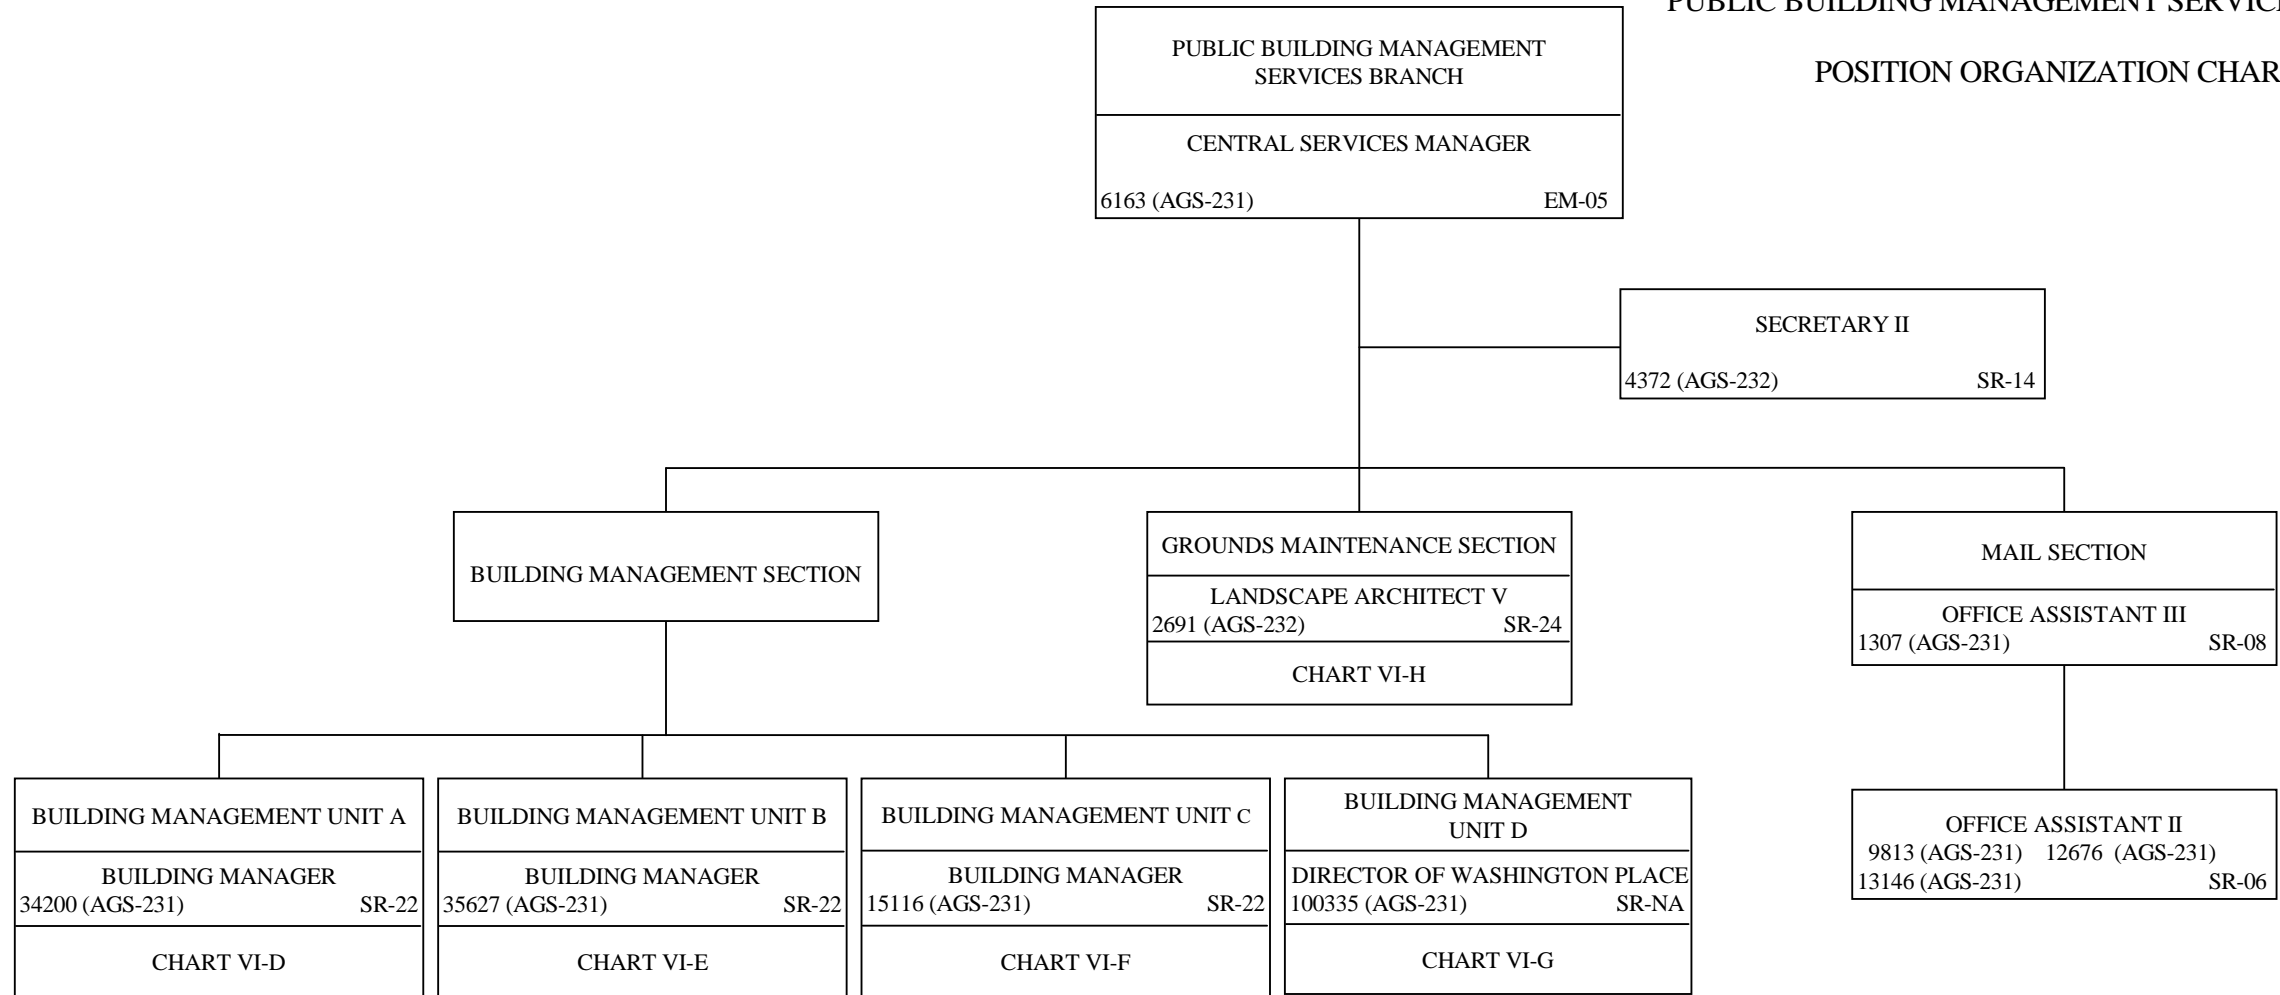 PUBLIC BUILDING MANAGEMENT
SERVICES BRANCH
CENTRAL SERVICES MANAGER
6163 (AGS-231) EM-05
PUBLIC BUILDING MANAGEMENT
POSITION ORGANIZATION
SECRETARY II
4372 (AGS-232) SR-14
BUILDING MANAGEMENT SECTION
GROUNDS MAINTENANCE SECTION
LANDSCAPE ARCHITECT V
2691 (AGS-232) SR-24
CHART VI-H
MAIL SECTION
OFFICE ASSISTANT III
1307 (AGS-231) SR-08
BUILDING MANAGEMENT UNIT A
BUILDING MANAGER
34200 (AGS-231) SR-22
CHART VI-D
BUILDING MANAGEMENT UNIT B
BUILDING MANAGER
35627 (AGS-231) SR-22
CHART VI-E
BUILDING MANAGEMENT UNIT C
BUILDING MANAGER
15116 (AGS-231) SR-22
CHART VI-F
BUILDING MANAGEMENT
UNIT D
DIRECTOR OF WASHINGTON PLACE
100335 (AGS-231) SR-NA
CHART VI-G
OFFICE ASSISTANT II
9813 (AGS-231) 12676 (AGS-231)
13146 (AGS-231) SR-06